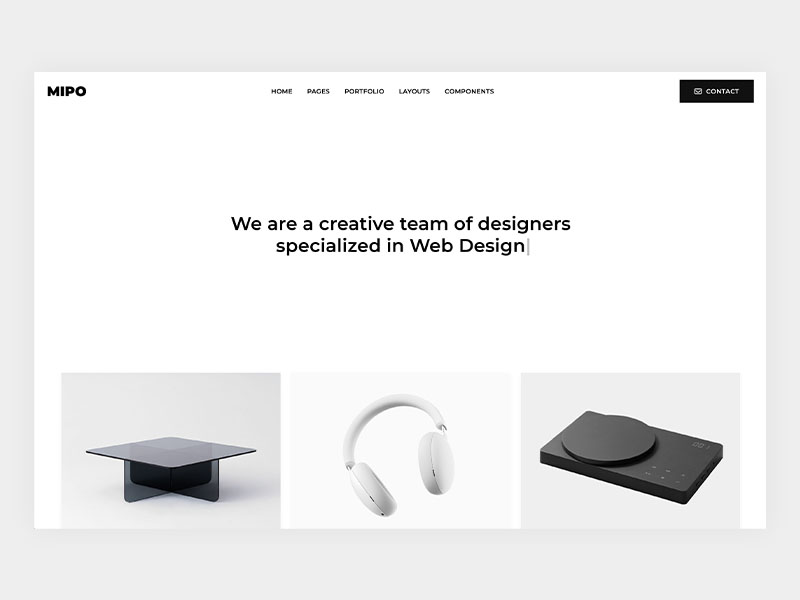 MIPO
HOME PAGES PORTFOLIO LAYOUTS COMPONENTS
CONTACT
We are a creative team of designers
specialized in Web Design